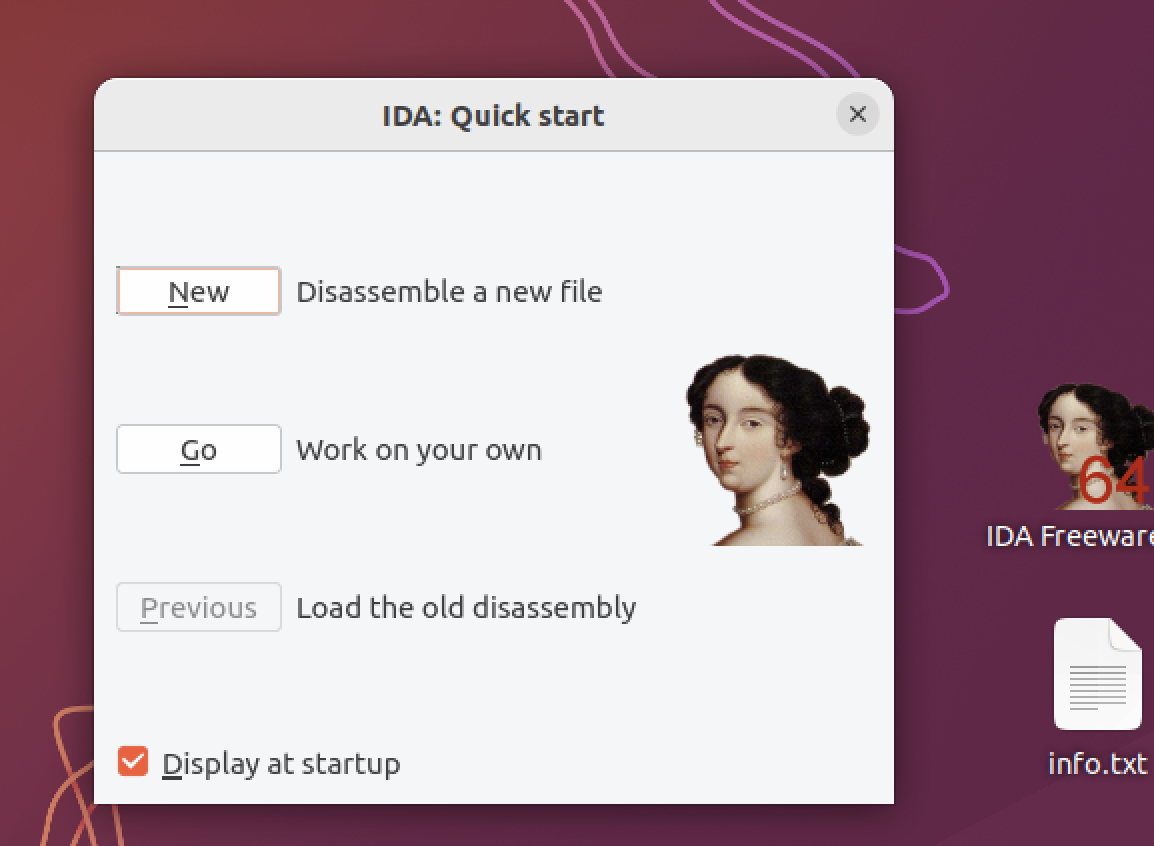 IDA: Quick start
New Disassemble a new file
Go Work on your own
64
IDA Freeware
Previous Load the old disassembly
Display at startup
info.txt